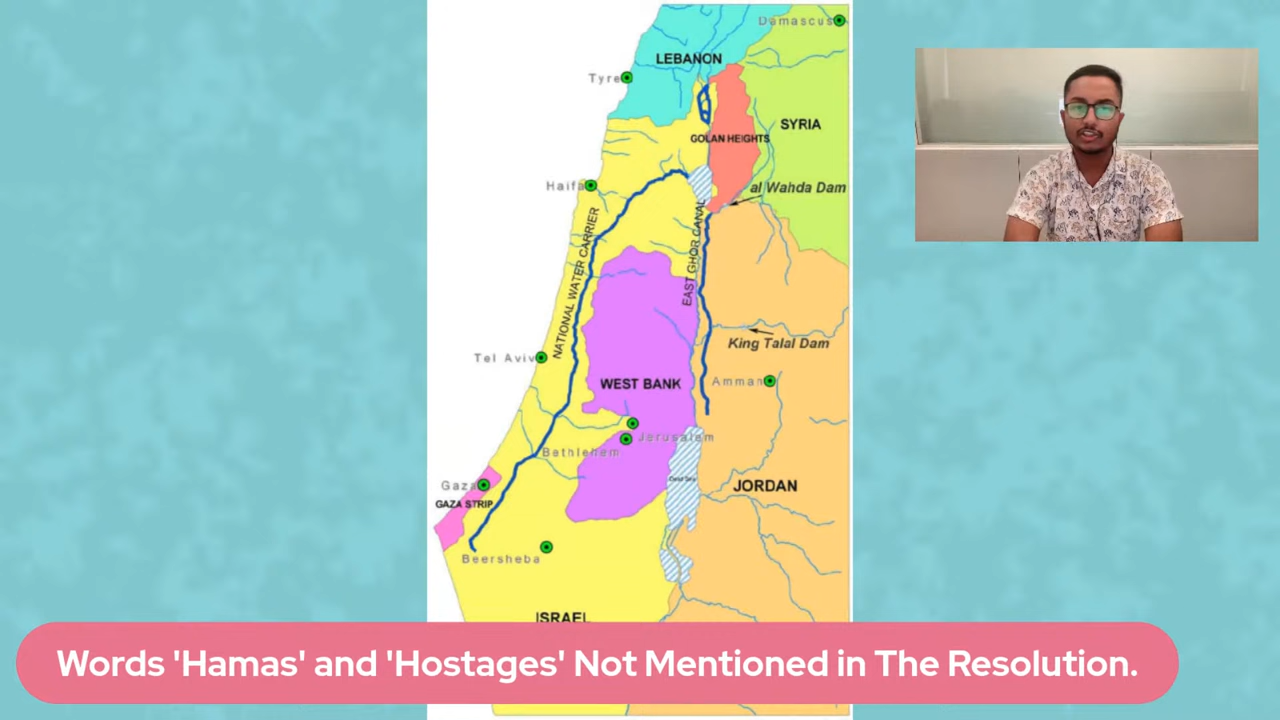 Damascus
LEBANON
Tyre
SYRIA
GOLAN HEIGHTS
Haifa
al Wahda Dam
NATIONAL WATER CARRIER
EAST GHOR CANAL
King Talal Dam
Tel Aviv
WEST BANK
Amman
Jerusalem
Bethlehem
Dead Sea
Gaza
GAZA STRIP
JORDAN
Beersheba
ISRAEL
Words 'Hamas' and 'Hostages' Not Mentioned in The Resolution.